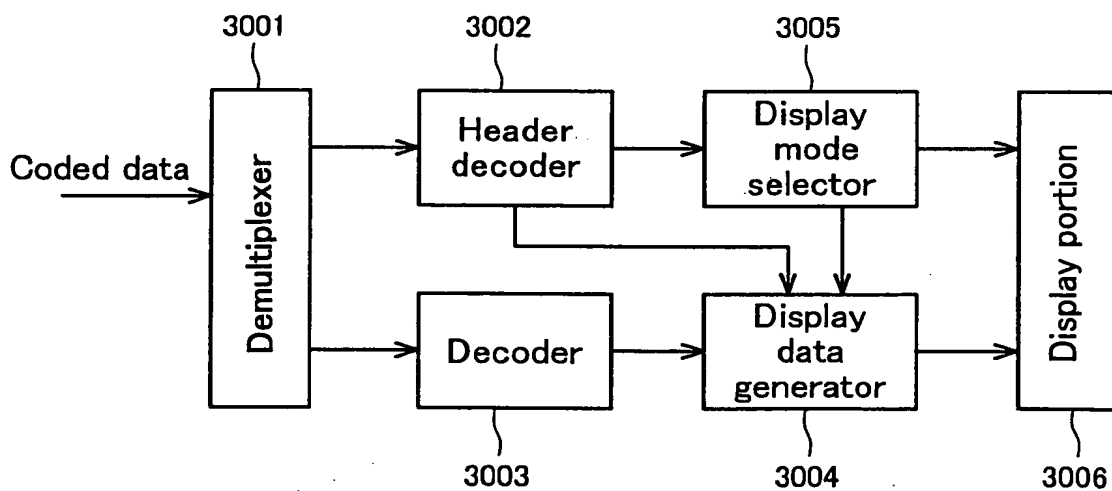 3001
3002
3005
Coded data
Demultiplexer
Header
decoder
Display
mode
selector
Display portion
Decoder
Display
data
generator
3003
3004
3006